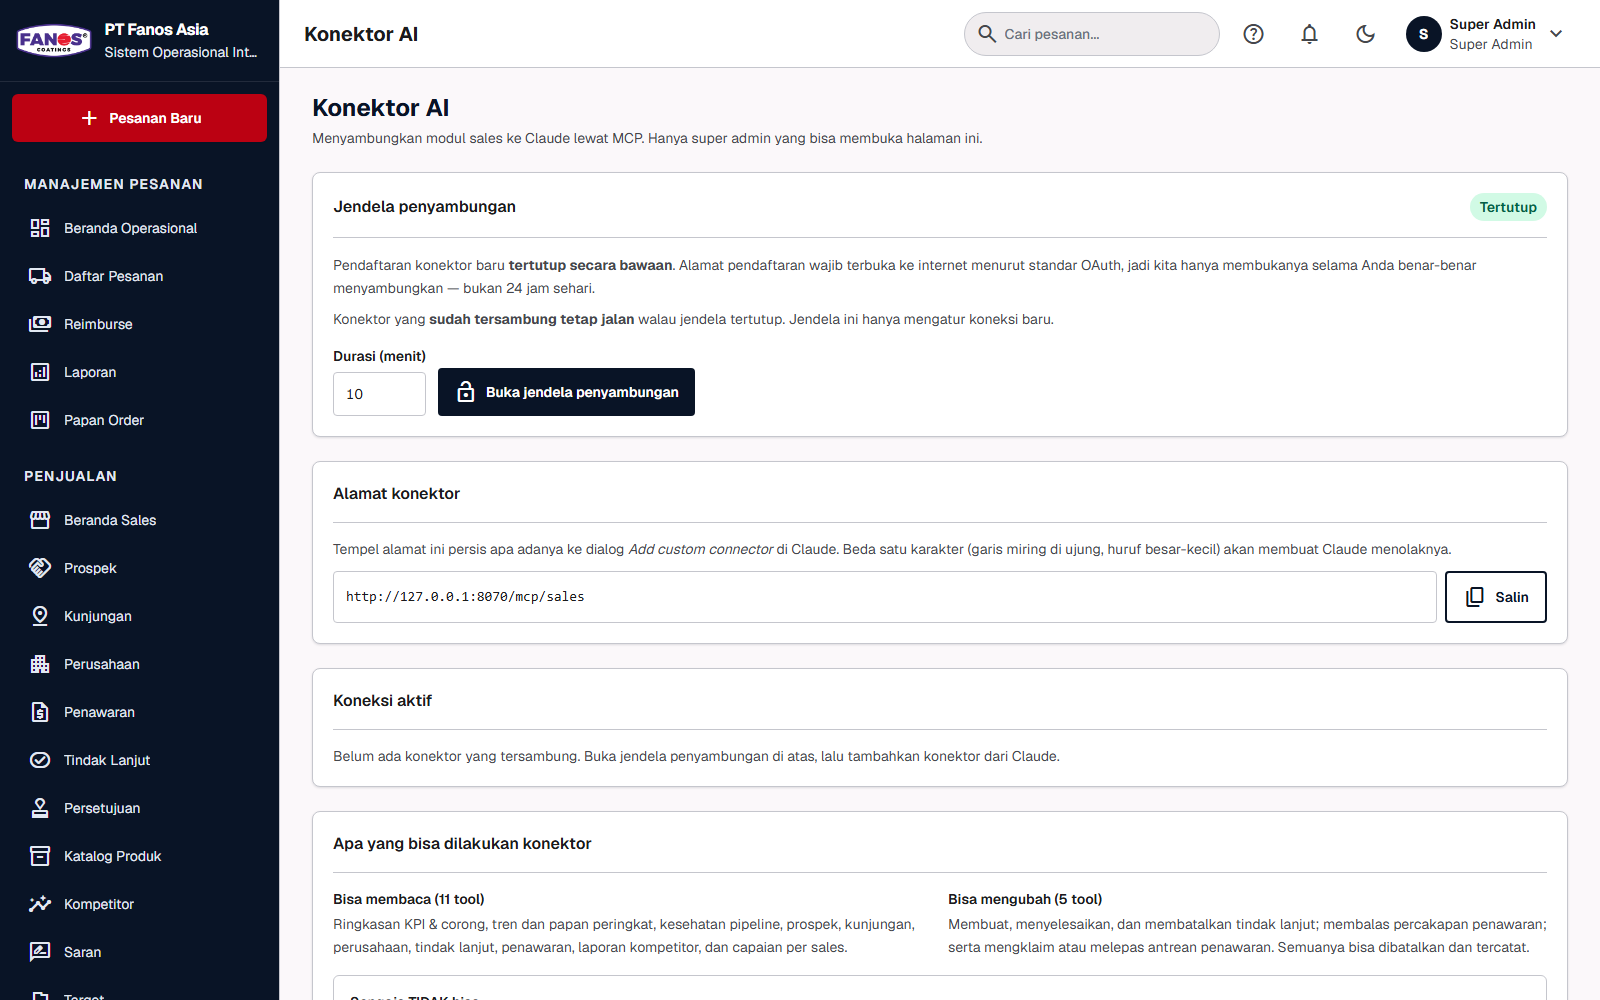 FANOS®
COATINGS
PT Fanos Asia
Sistem Operasional Int...
Pesanan Baru
MANAJEMEN PESANAN
Beranda Operasional
Daftar Pesanan
Reimburse
Laporan
Papan Order
PENJUALAN
Beranda Sales
Prospek
Kunjungan
Perusahaan
Penawaran
Tindak Lanjut
Persetujuan
Katalog Produk
Kompetitor
Saran
Target
Konektor AI
Cari pesanan...
S
Super Admin
Super Admin
Konektor AI
Menyambungkan modul sales ke Claude lewat MCP. Hanya super admin yang bisa membuka halaman ini.
Jendela penyambungan
Tertutup
Pendaftaran konektor baru tertutup secara bawaan. Alamat pendaftaran wajib terbuka ke internet menurut standar OAuth, jadi kita hanya membukanya selama Anda benar-benar
menyambungkan — bukan 24 jam sehari.
Konektor yang sudah tersambung tetap jalan walau jendela tertutup. Jendela ini hanya mengatur koneksi baru.
Durasi (menit)
10
Buka jendela penyambungan
Alamat konektor
Tempel alamat ini persis apa adanya ke dialog Add custom connector di Claude. Beda satu karakter (garis miring di ujung, huruf besar-kecil) akan membuat Claude menolaknya.
http://127.0.0.1:8070/mcp/sales
Salin
Koneksi aktif
Belum ada konektor yang tersambung. Buka jendela penyambungan di atas, lalu tambahkan konektor dari Claude.
Apa yang bisa dilakukan konektor
Bisa membaca (11 tool)
Ringkasan KPI & corong, tren dan papan peringkat, kesehatan pipeline, prospek, kunjungan,
perusahaan, tindak lanjut, penawaran, laporan kompetitor, dan capaian per sales.
Bisa mengubah (5 tool)
Membuat, menyelesaikan, dan membatalkan tindak lanjut; membalas percakapan penawaran;
serta mengklaim atau melepas antrean penawaran. Semuanya bisa dibatalkan dan tercatat.
Sengaja TIDAK bisa